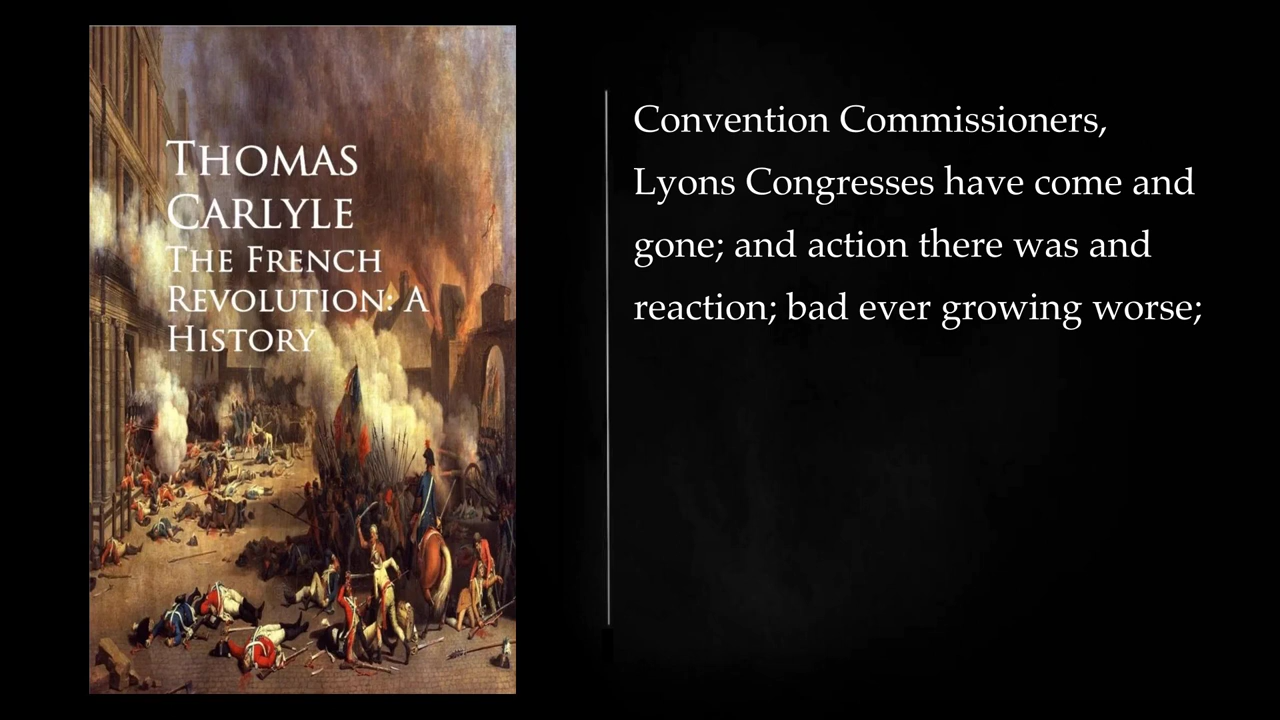 THOMAS
CARLYLE
THE FRENCH
REVOLUTION: A
HISTORY
Convention Commissioners,
Lyons Congresses have come and
gone; and action there was and
reaction; bad ever growing worse;